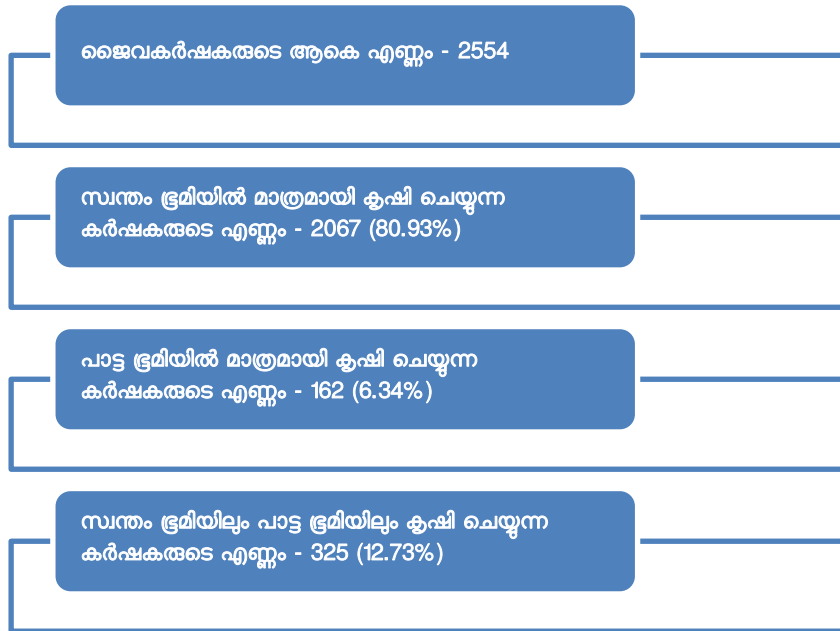 ജൈവകർഷകരുടെ ആകെ എണ്ണം - 2554
സ്വന്തം ഭൂമിയിൽ മാത്രമായി കൃഷി ചെയ്യുന്ന
കർഷകരുടെ എണ്ണം - 2067 (80.93%)
പാട്ട ഭൂമിയിൽ മാത്രമായി കൃഷി ചെയ്യുന്ന
കർഷകരുടെ എണ്ണം - 162 (6.34%)
സ്വന്തം ഭൂമിയിലും പാട്ട ഭൂമിയിലും കൃഷി ചെയ്യുന്ന
കർഷകരുടെ എണ്ണം - 325 (12.73%)